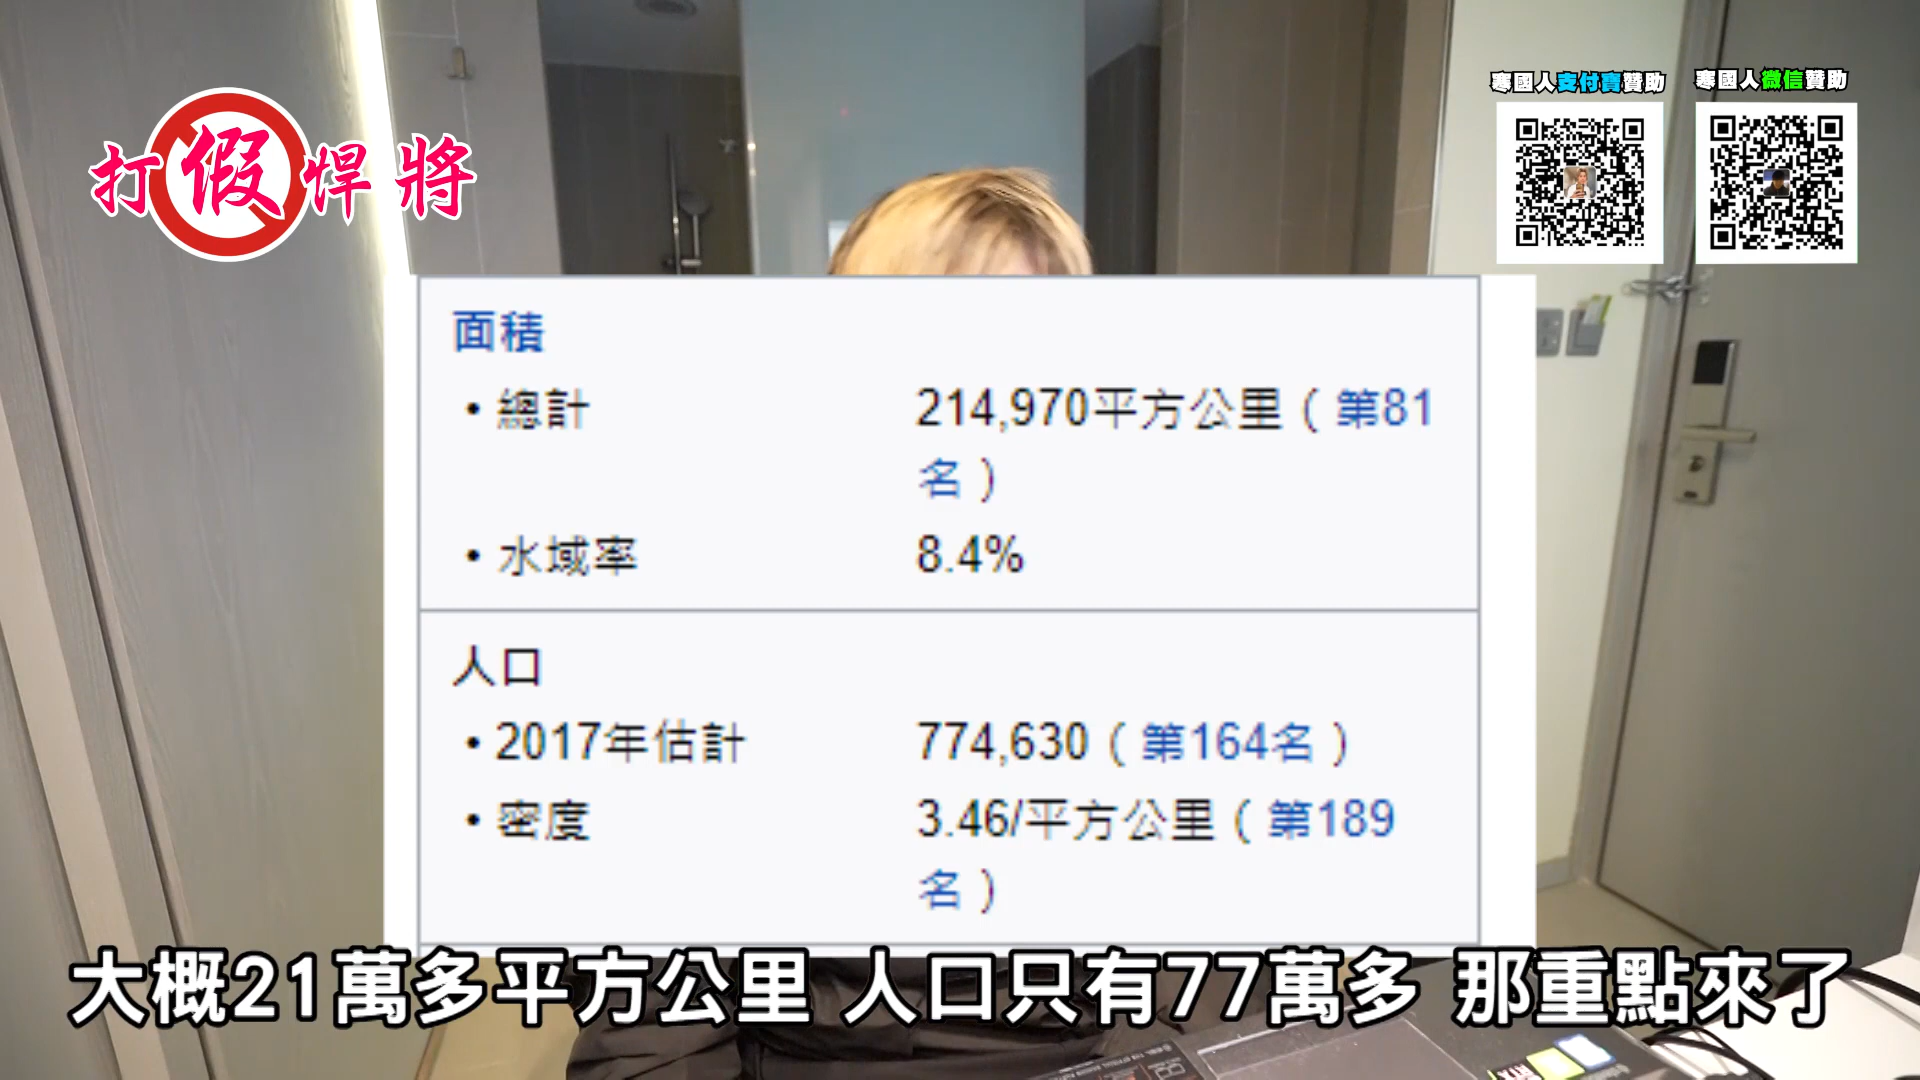 打假悍將
寒國人支付寶贊助
寒國人微信贊助
面積
• 總計 214,970平方公里（第81
名）
• 水域率 8.4%
人口
• 2017年估計 774,630（第164名）
• 密度 3.46/平方公里（第189
名）
大概21萬多平方公里 人口只有77萬多 那重點來了